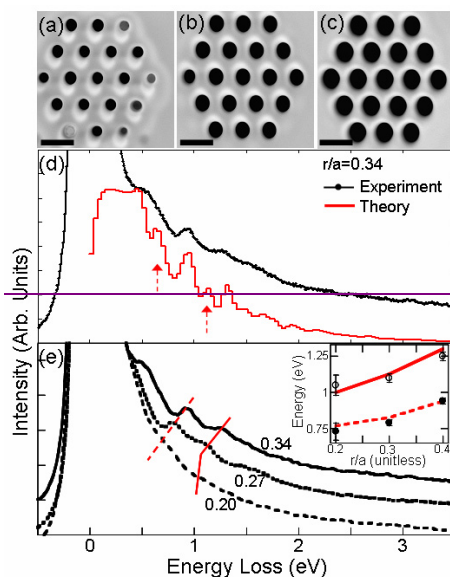 (a)
(b)
(c)
(d)
r/a=0.34
Experiment
Theory
Intensity (Arb. Units)
(e)
1.25
1
0.75
Energy (eV)
0.2 0.3 0.4
r/a (unitless)
0.34
0.27
0.20
0 1 2 3
Energy Loss (eV)